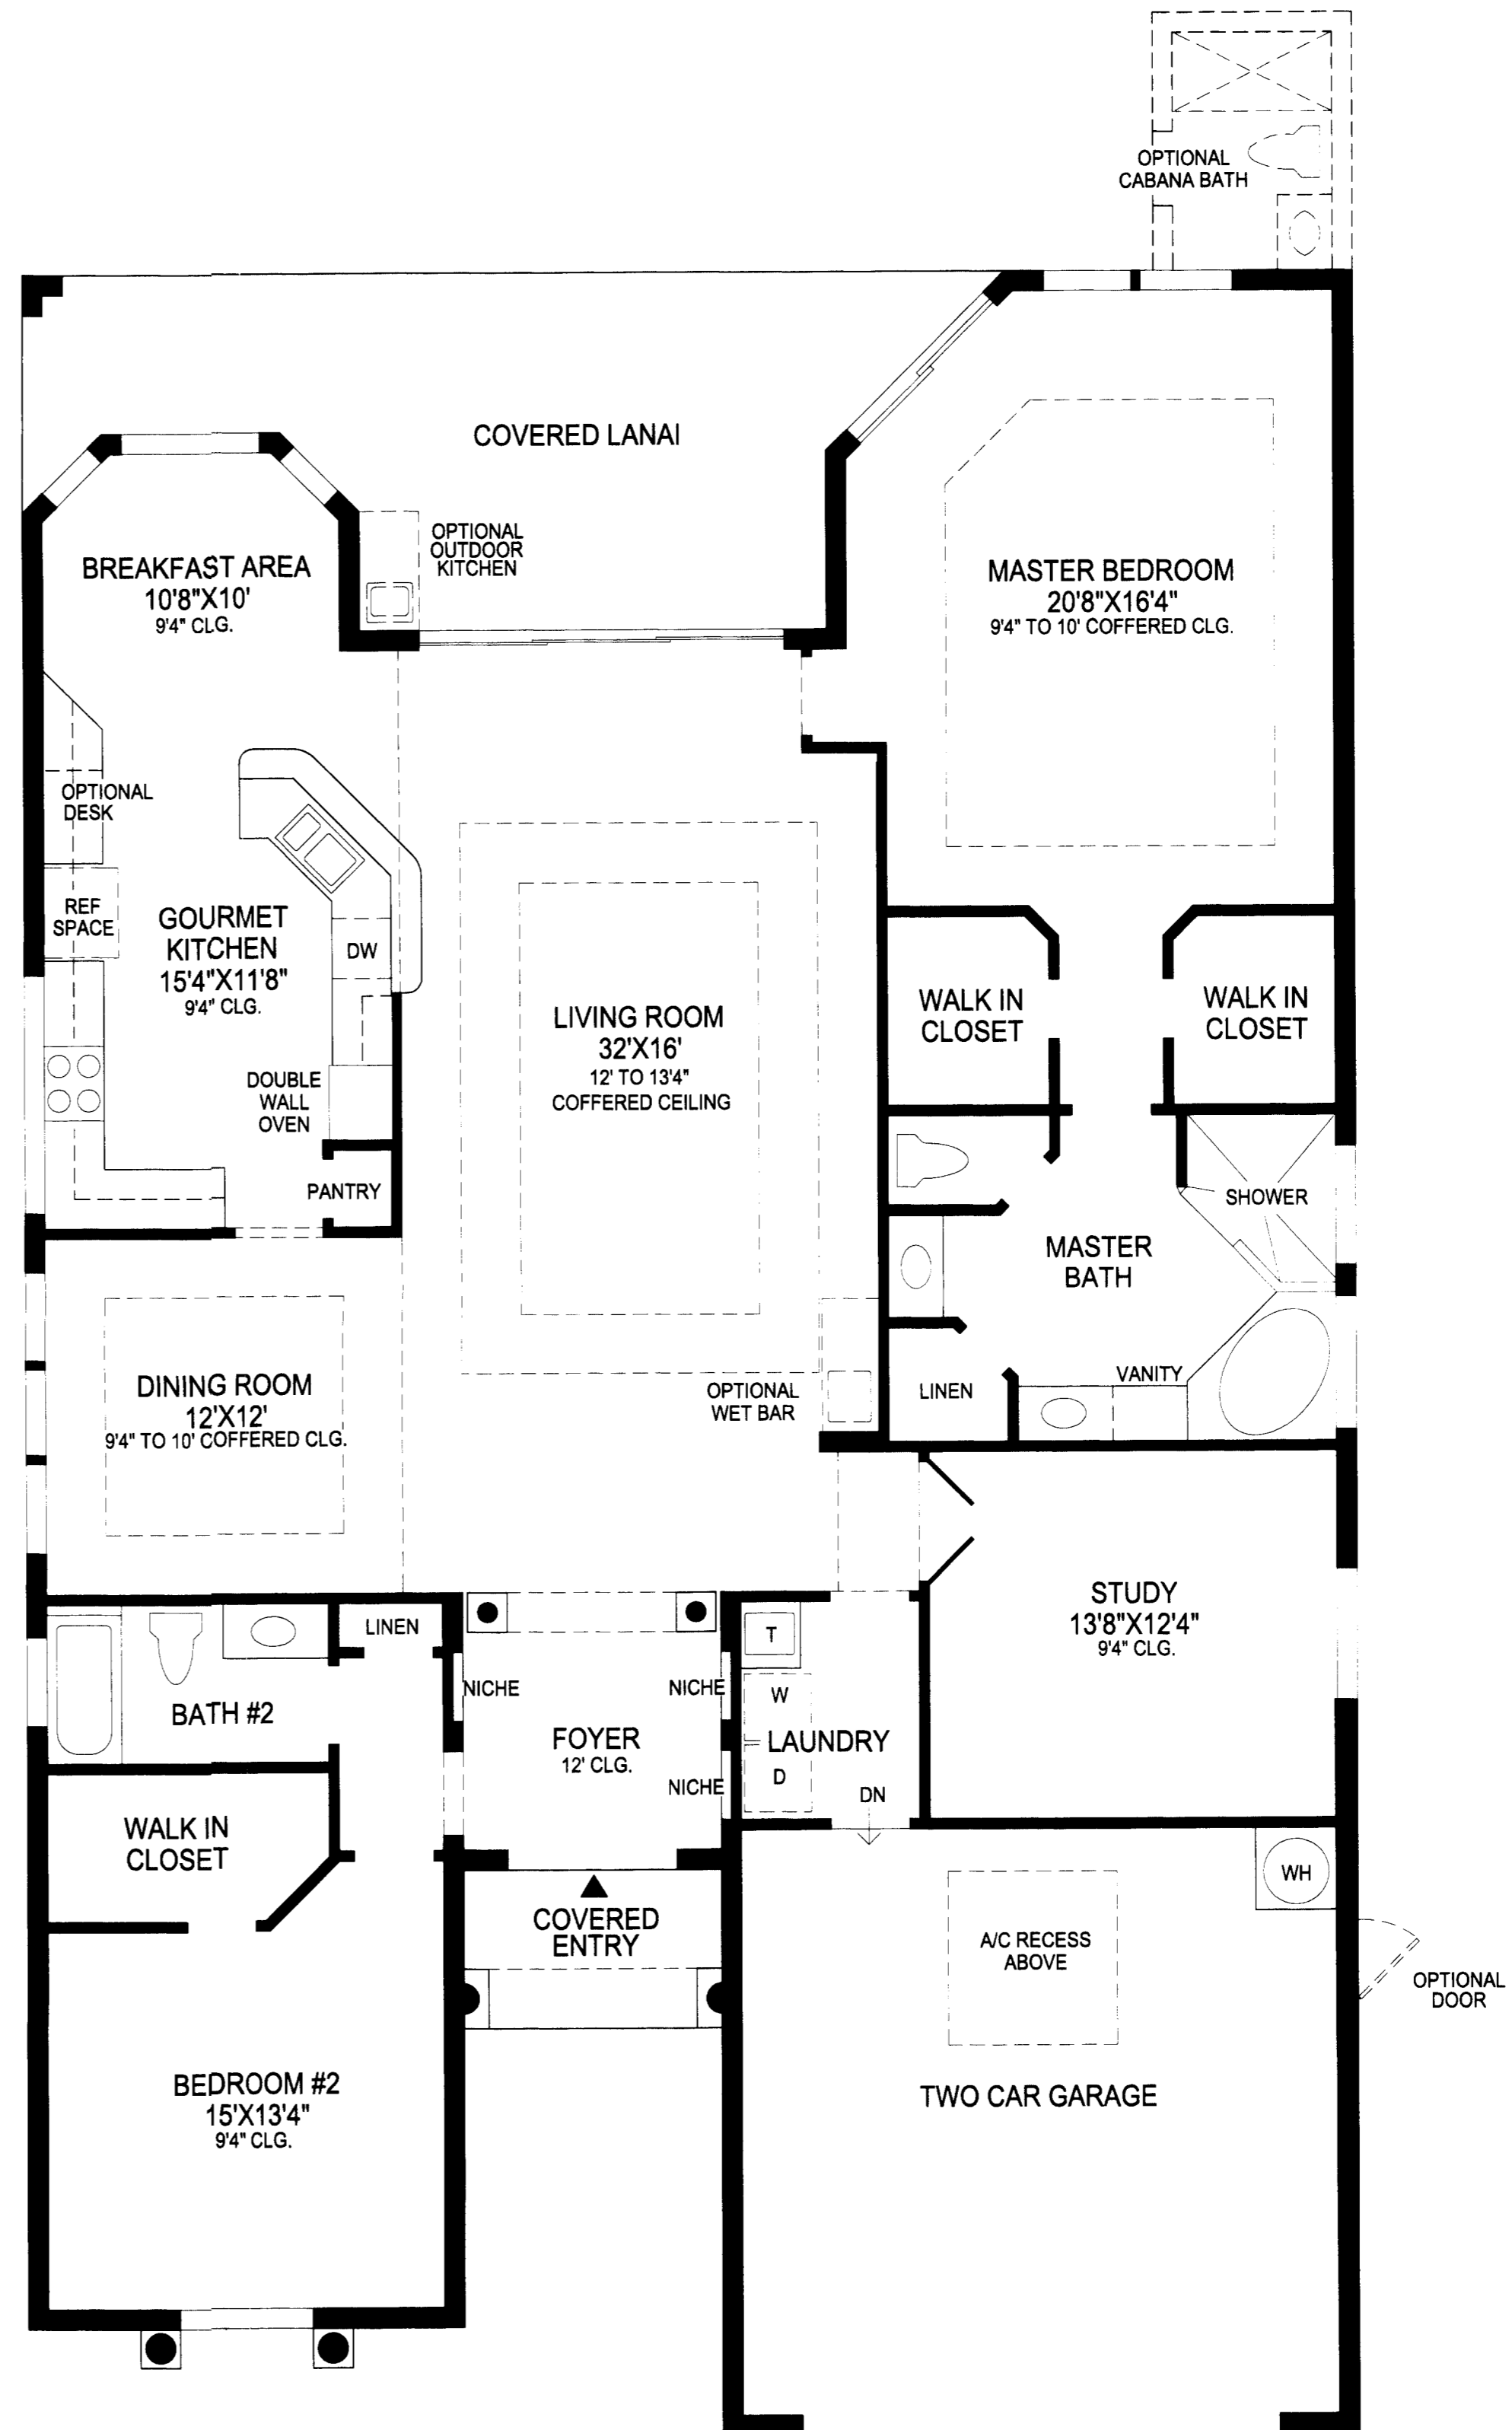 OPTIONAL
CABANA BATH
COVERED LANAI
OPTIONAL
OUTDOOR
KITCHEN
BREAKFAST AREA
10'8"X10'
9'4" CLG.
MASTER BEDROOM
20'8"X16'4"
9'4" TO 10' COFFERED CLG.
OPTIONAL
DESK
REF
SPACE
GOURMET
KITCHEN
15'4"X11'8"
9'4" CLG.
DW
LIVING ROOM
32'X16'
12' TO 13'4"
COFFERED CEILING
WALK IN
CLOSET
WALK IN
CLOSET
DOUBLE
WALL
OVEN
PANTRY
SHOWER
MASTER
BATH
DINING ROOM
12'X12'
9'4" TO 10' COFFERED CLG.
OPTIONAL
WET BAR
LINEN
VANITY
STUDY
13'8"X12'4"
9'4" CLG.
LINEN
T
NICHE
NICHE
W
BATH #2
FOYER
12' CLG.
LAUNDRY
NICHE
D
DN
WALK IN
CLOSET
WH
COVERED
ENTRY
A/C RECESS
ABOVE
OPTIONAL
DOOR
BEDROOM #2
15'X13'4"
9'4" CLG.
TWO CAR GARAGE